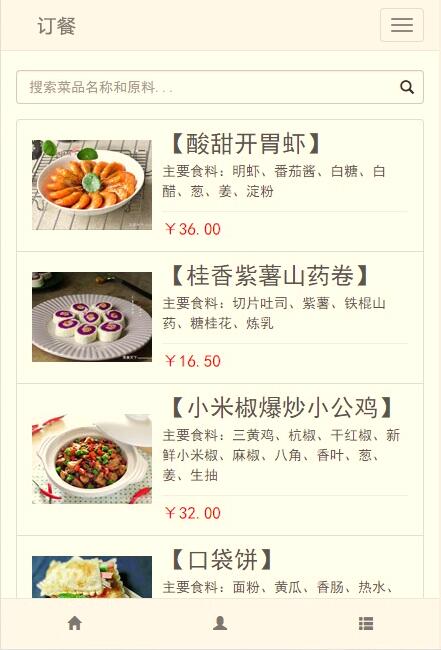 订餐
搜索菜品名称和原料...
【酸甜开胃虾】
主要食料：明虾、番茄酱、白糖、白
醋、葱、姜、淀粉
￥36.00
【桂香紫薯山药卷】
主要食料：切片吐司、紫薯、铁棍山
药、糖桂花、炼乳
￥16.50
【小米椒爆炒小公鸡】
主要食料：三黄鸡、杭椒、干红椒、新
鲜小米椒、麻椒、八角、香叶、葱、
姜、生抽
￥32.00
【口袋饼】
主要食料：面粉、黄瓜、香肠、热水、